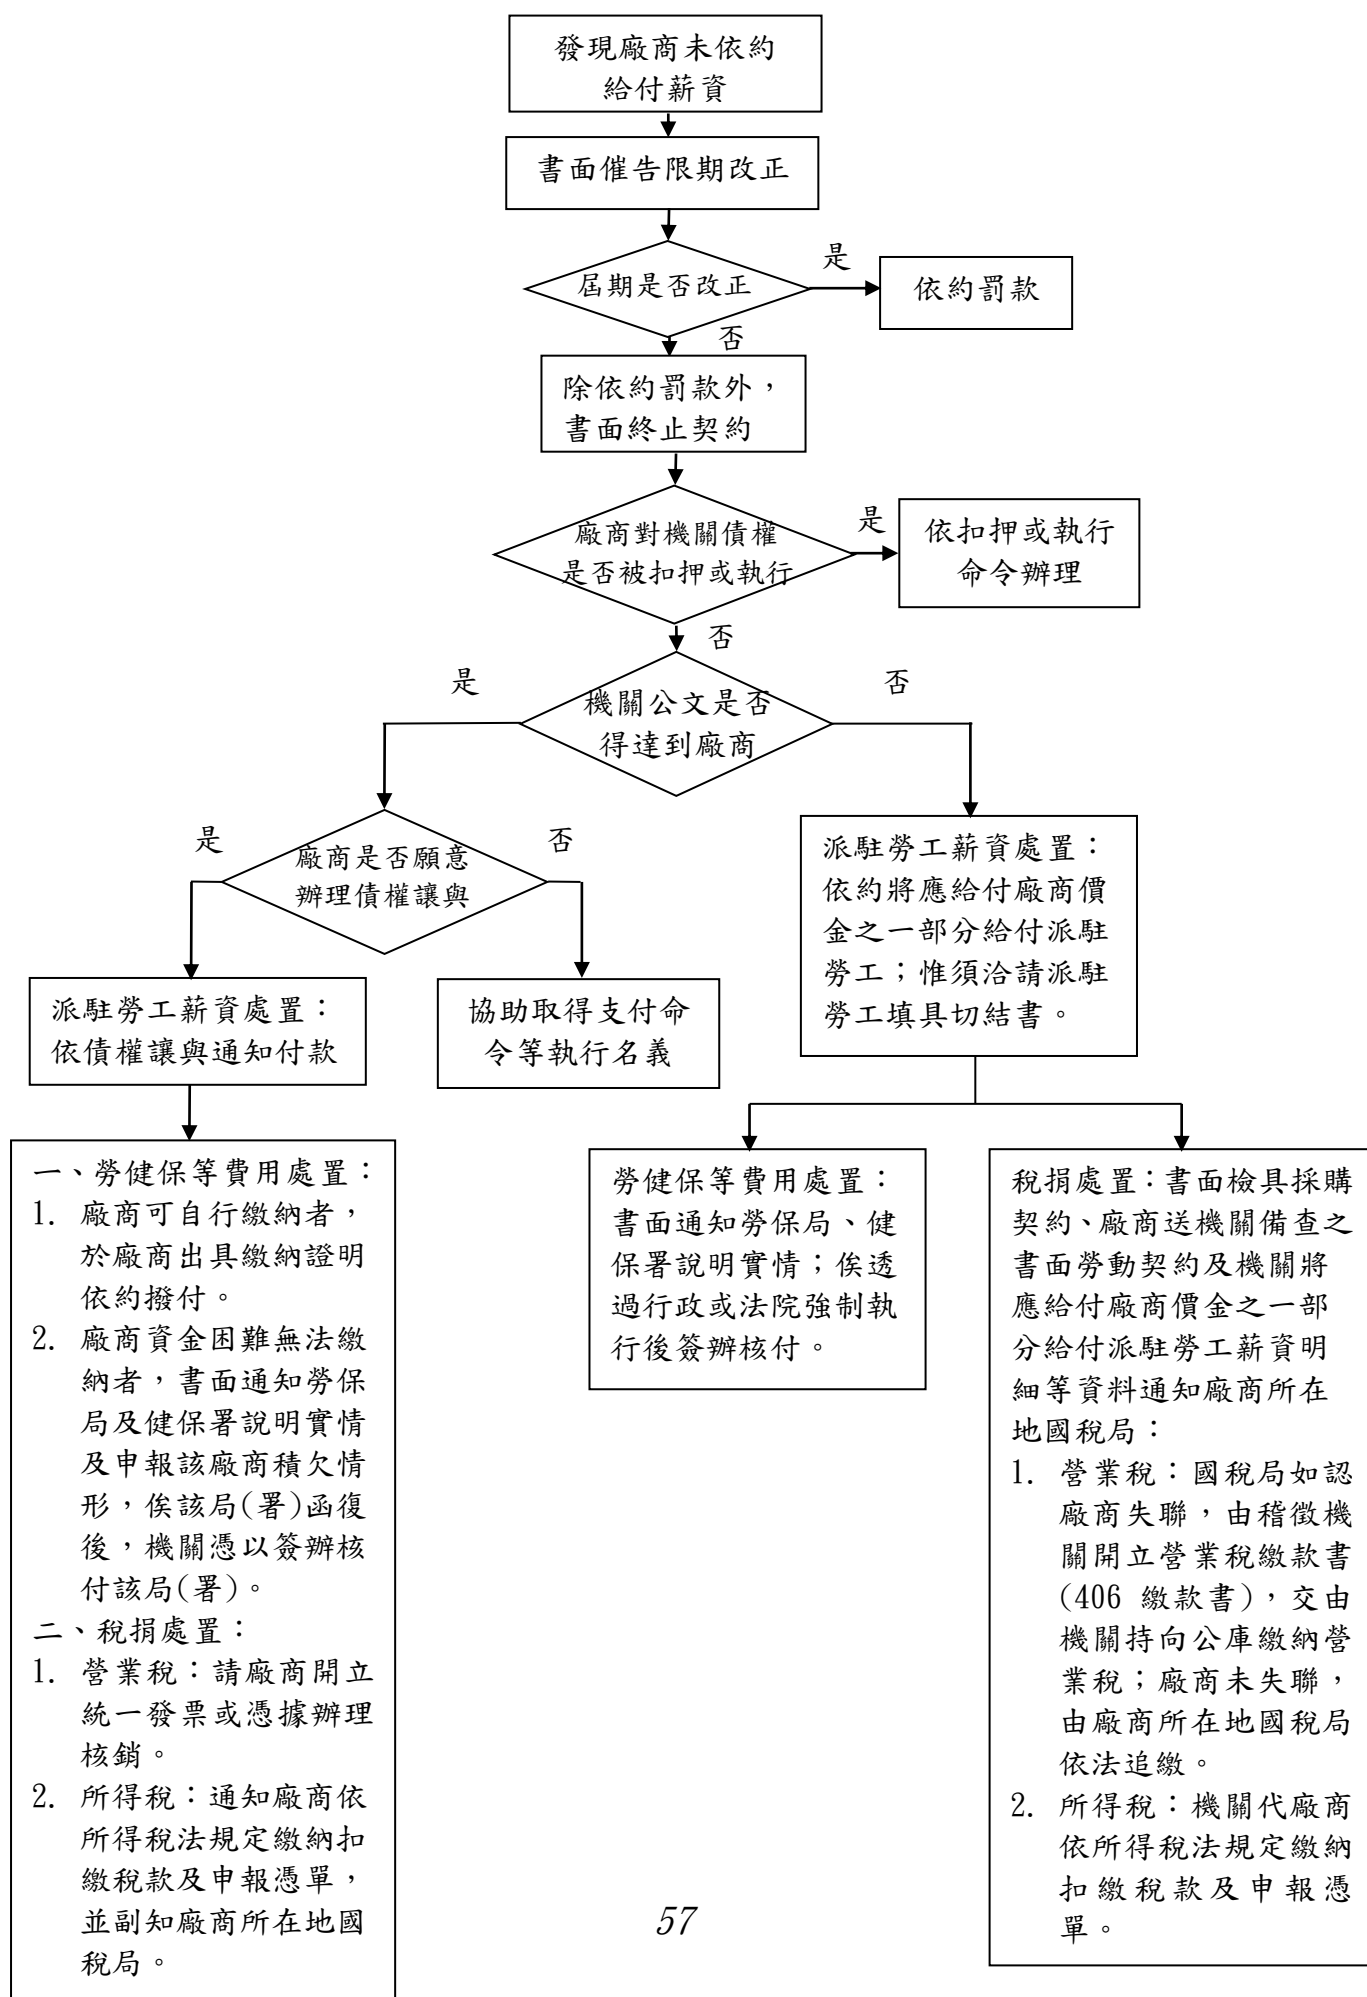 發現廠商未依約
給付薪資
書面催告限期改正
屆期是否改正
是
依約罰款
否
除依約罰款外，
書面終止契約
廠商對機關債權
是否被扣押或執行
是
依扣押或執行
命令辦理
否
機關公文是否
得達到廠商
是
否
廠商是否願意
辦理債權讓與
是
否
派駐勞工薪資處置：
依債權讓與通知付款
協助取得支付命
令等執行名義
派駐勞工薪資處置：
依約將應給付廠商價
金之一部分給付派駐
勞工；惟須洽請派駐
勞工填具切結書。
一、勞健保等費用處置：
1. 廠商可自行繳納者，
於廠商出具繳納證明
依約撥付。
2. 廠商資金困難無法繳
納者，書面通知勞保
局及健保署說明實情
及申報該廠商積欠情
形，俟該局(署)函復
後，機關憑以簽辦核
付該局(署)。
二、稅捐處置：
1. 營業稅：請廠商開立
統一發票或憑據辦理
核銷。
2. 所得稅：通知廠商依
所得稅法規定繳納扣
繳稅款及申報憑單，
並副知廠商所在地國
稅局。
勞健保等費用處置：
書面通知勞保局、健
保署說明實情；俟透
過行政或法院強制執
行後簽辦核付。
稅捐處置：書面檢具採購
契約、廠商送機關備查之
書面勞動契約及機關將
應給付廠商價金之一部
分給付派駐勞工薪資明
細等資料通知廠商所在
地國稅局：
1. 營業稅：國稅局如認
廠商失聯，由稽徵機
關開立營業稅繳款書
(406 繳款書)，交由
機關持向公庫繳納營
業稅；廠商未失聯，
由廠商所在地國稅局
依法追繳。
2. 所得稅：機關代廠商
依所得稅法規定繳納
扣繳稅款及申報憑
單。
57